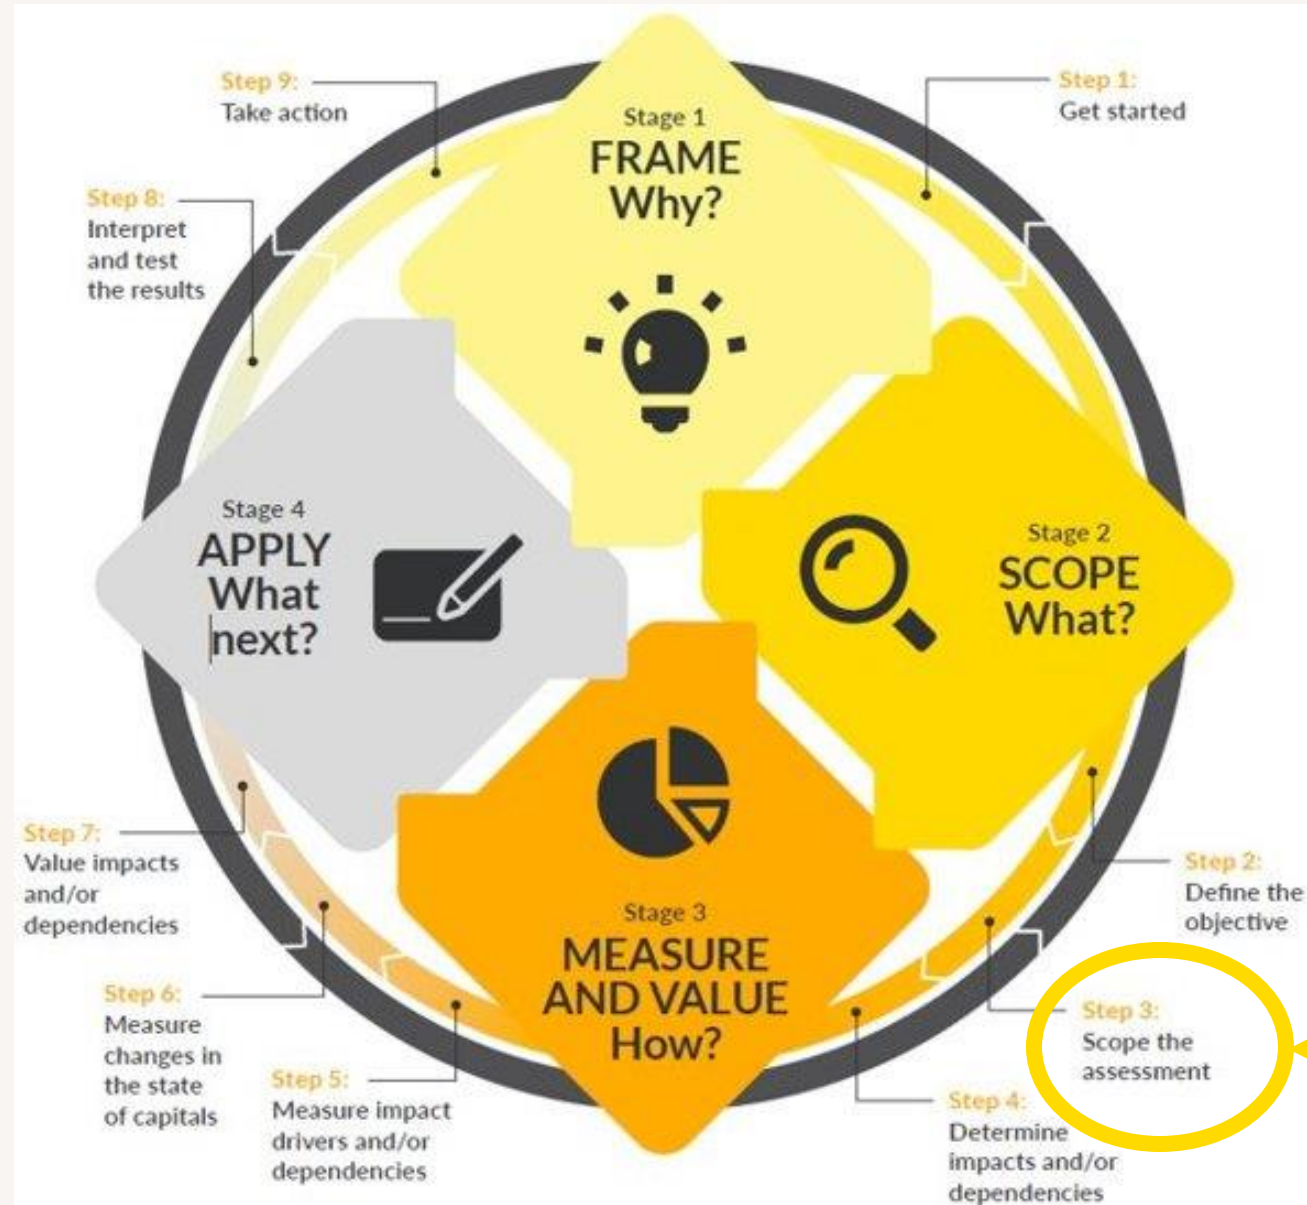 Stage 1
FRAME
Why?
Stage 2
SCOPE
What?
Stage 3
MEASURE
AND VALUE
How?
Stage 4
APPLY
What
next?
Step 1:
Get started
Step 2:
Define the
objective
Step 3:
Scope the
assessment
Step 4:
Determine
impacts and/or
dependencies
Step 5:
Measure impact
drivers and/or
dependencies
Step 6:
Measure
changes in
the state
of capitals
Step 7:
Value impacts
and/or
dependencies
Step 8:
Interpret
and test
the results
Step 9:
Take action